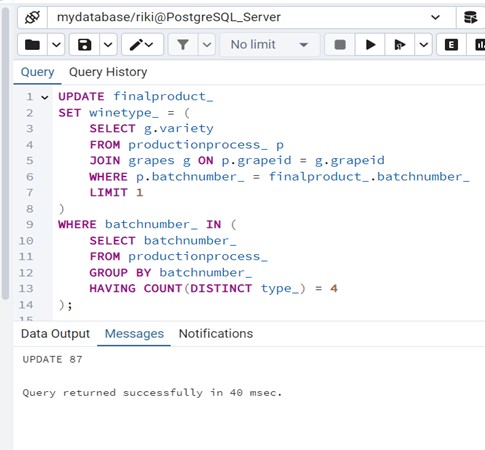 mydatabase/riki@PostgreSQL_Server
No limit
E
Query Query History
1 UPDATE finalproduct_
2 SET winetype_ = (
3 SELECT g.variety
4 FROM productionprocess_ p
5 JOIN grapes g ON p.grapeid = g.grapeid
6 WHERE p.batchnumber_ = finalproduct_.batchnumber_
7 LIMIT 1
8 )
9 WHERE batchnumber_ IN (
10 SELECT batchnumber_
11 FROM productionprocess_
12 GROUP BY batchnumber_
13 HAVING COUNT(DISTINCT type_) = 4
14 );
15
Data Output Messages Notifications
UPDATE 87
Query returned successfully in 40 msec.